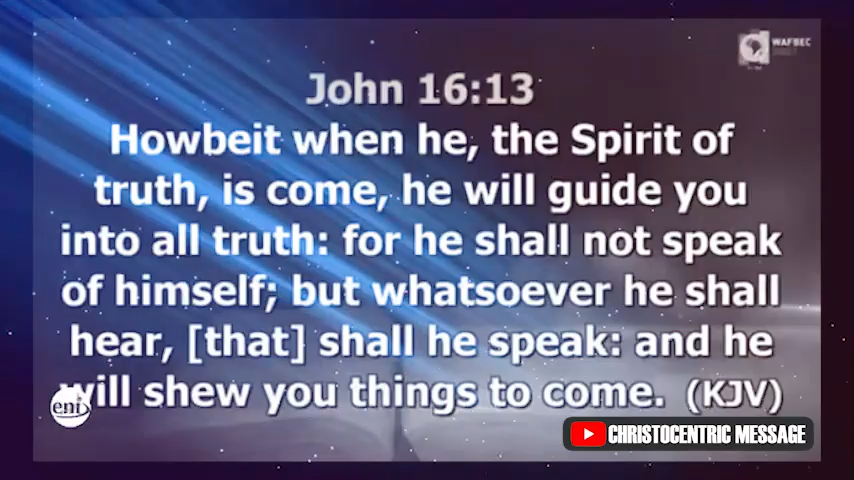 WAFBEC
John 16:13
Howbeit when he, the Spirit of
truth, is come, he will guide you
into all truth: for he shall not speak
of himself; but whatsoever he shall
hear, [that] shall he speak: and he
will shew you things to come. (KJV)
eni
CHRISTOCENTRIC MESSAGE